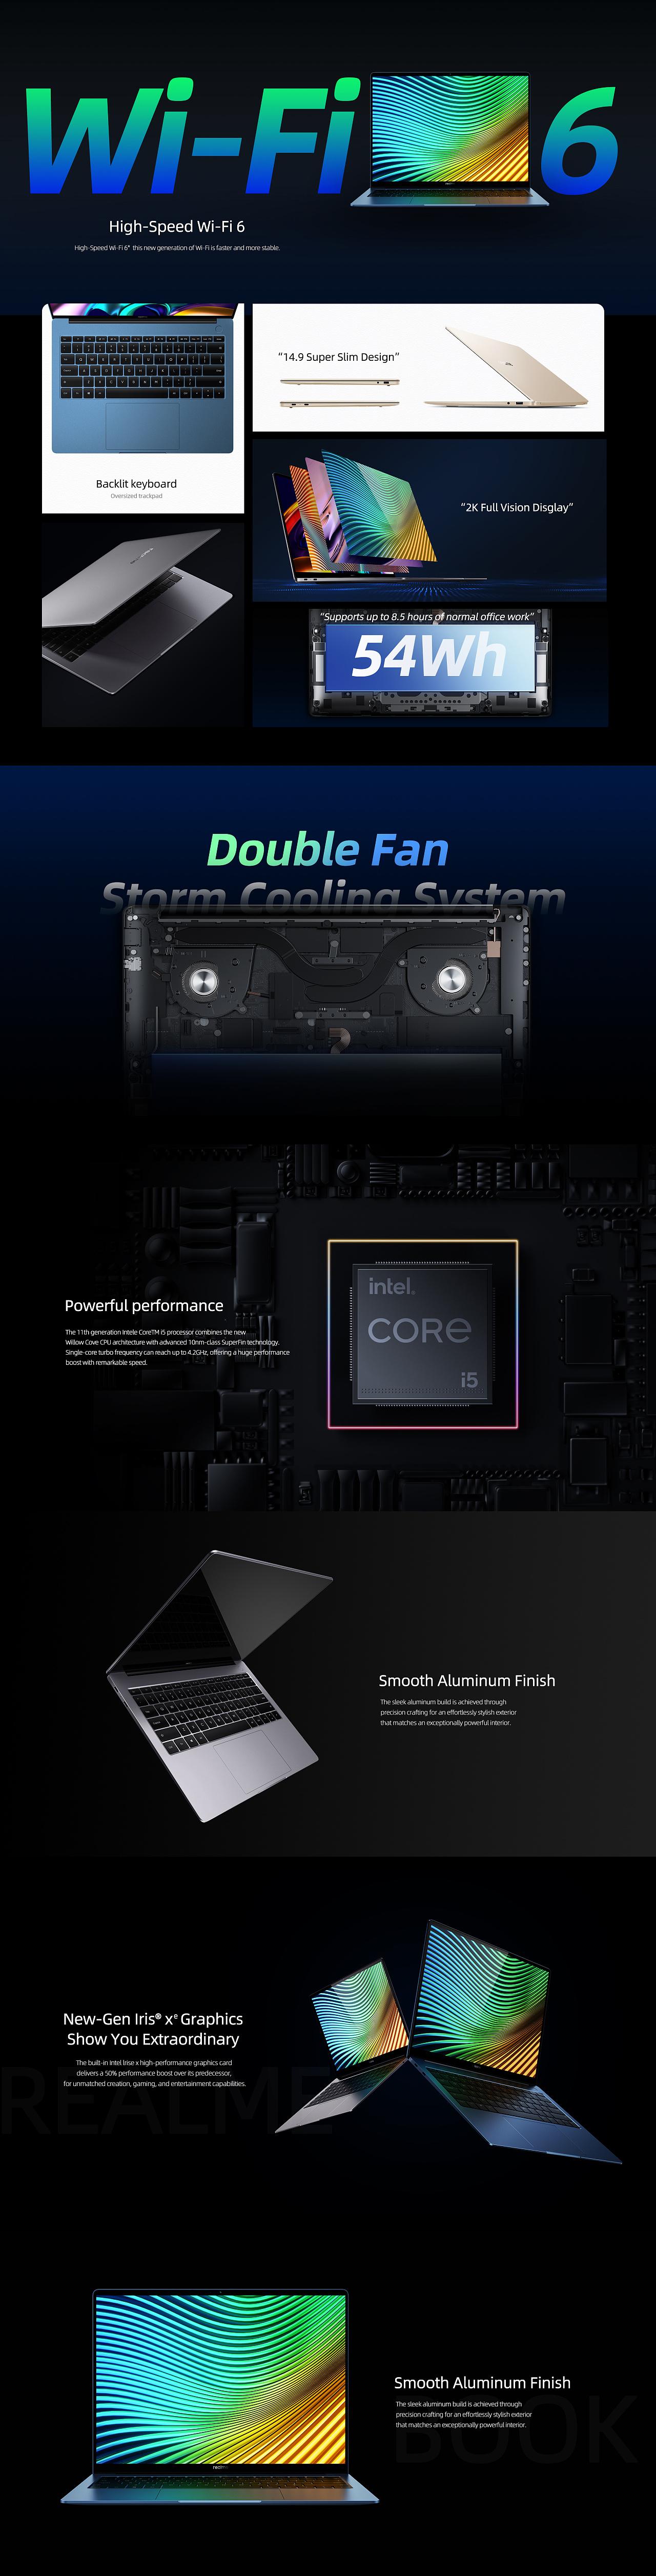 Wi-Fi 6
High-Speed Wi-Fi 6
High-Speed Wi-Fi 6* this new generation of Wi-Fi is faster and more stable.
Backlit keyboard
Oversized trackpad
“14.9 Super Slim Design”
“2K Full Vision Disglay”
“Supports up to 8.5 hours of normal office work”
54Wh
Double Fan
Storm Cooling System
Powerful performance
The 11th generation Intele CoreTM i5 processor combines the new
Willow Cove CPU architecture with advanced 10nm-class SuperFin technology.
Single-core turbo frequency can reach up to 4.2GHz, offering a huge performance
boost with remarkable speed.
intel.
CORE
i5
Smooth Aluminum Finish
The sleek aluminum build is achieved through
precision crafting for an effortlessly stylish exterior
that matches an exceptionally powerful interior.
New-Gen Iris® xᵉ Graphics
Show You Extraordinary
The built-in Intel lrise x high-performance graphics card
delivers a 50% performance boost over its predecessor,
for unmatched creation, gaming, and entertainment capabilities.
REALME
realme
Smooth Aluminum Finish
The sleek aluminum build is achieved through
precision crafting for an effortlessly stylish exterior
that matches an exceptionally powerful interior.
BOOK